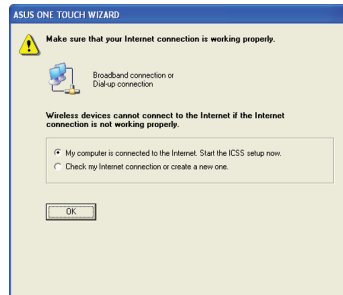 ASUS ONE TOUCH WIZARD
Make sure that your Internet connection is working properly.
Broadband connection or
Dial-up connection
Wireless devices cannot connect to the Internet if the Internet
connection is not working properly.
My computer is connected to the Internet. Start the ICSS setup now.
Check my Internet connection or create a new one.
OK